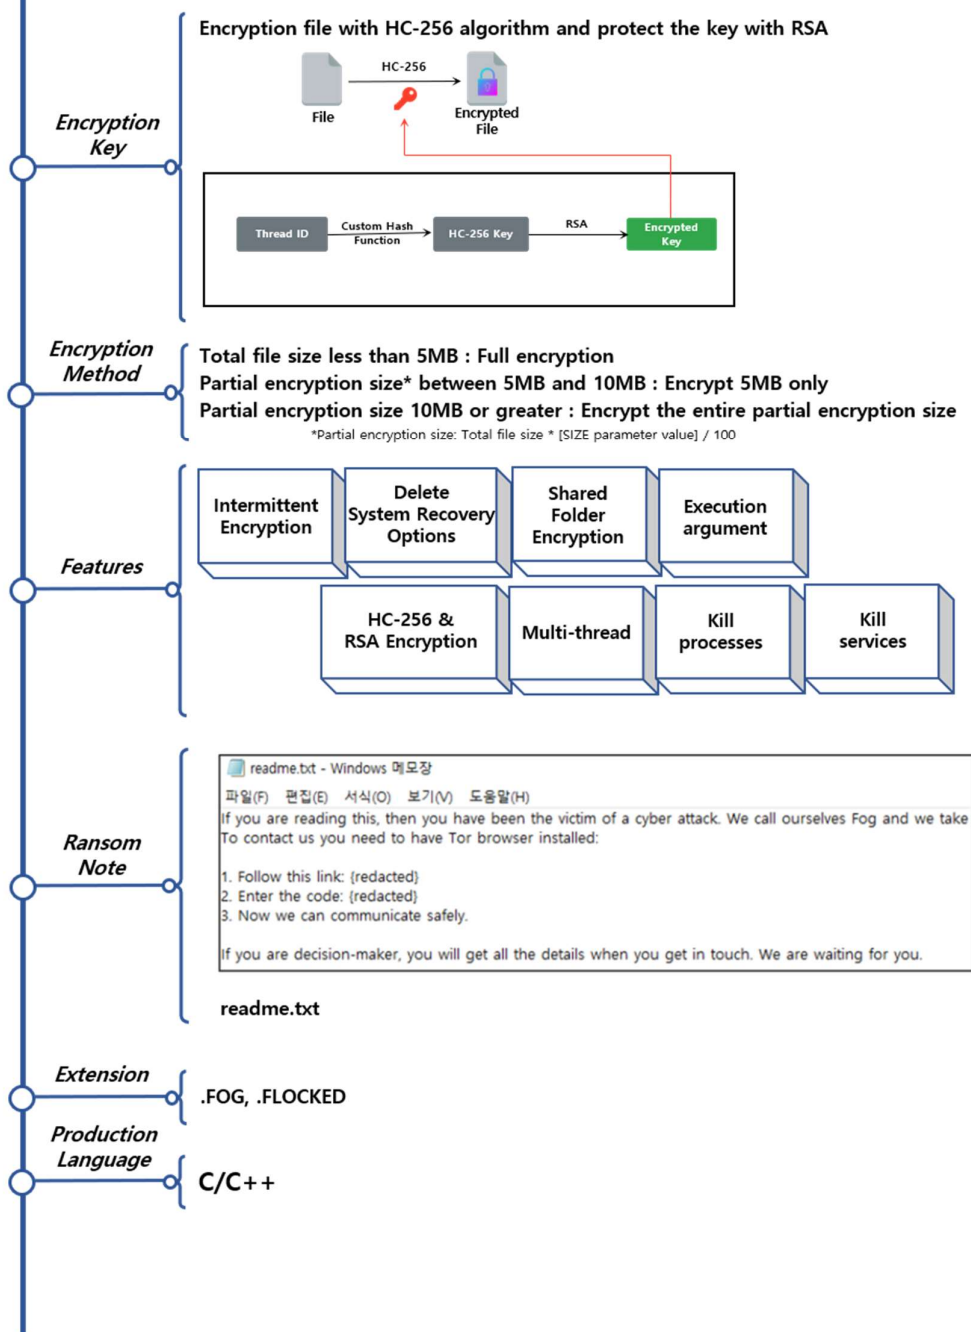 Encryption file with HC-256 algorithm and protect the key with RSA
HC-256
File
Encrypted
File
Encryption
Key
Thread ID
Custom Hash
Function
HC-256 Key
RSA
Encrypted
Key
Encryption
Method
Total file size less than 5MB : Full encryption
Partial encryption size* between 5MB and 10MB : Encrypt 5MB only
Partial encryption size 10MB or greater : Encrypt the entire partial encryption size
*Partial encryption size: Total file size * [SIZE parameter value] / 100
Features
Intermittent
Encryption
Delete
System Recovery
Options
Shared
Folder
Encryption
Execution
argument
HC-256 &
RSA Encryption
Multi-thread
Kill
processes
Kill
services
Ransom
Note
readme.txt - Windows 메모장
파일(F) 편집(E) 서식(O) 보기(V) 도움말(H)
If you are reading this, then you have been the victim of a cyber attack. We call ourselves Fog and we take
To contact us you need to have Tor browser installed:
1. Follow this link: {redacted}
2. Enter the code: {redacted}
3. Now we can communicate safely.
If you are decision-maker, you will get all the details when you get in touch. We are waiting for you.
readme.txt
Extension
.FOG, .FLOCKED
Production
Language
C/C++